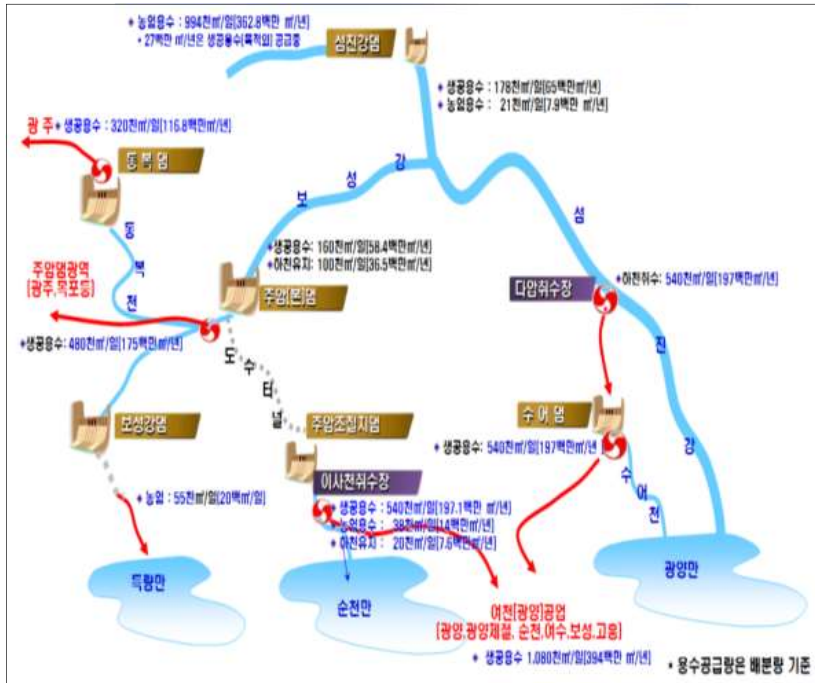 * 농업용수 : 994천㎥/일[362.8백만 ㎥/년]
* 27백만 ㎥/년은 생공용수[목적외] 공급중
섬진강댐
* 생공용수 : 178천㎥/일[65백만㎥/년]
* 농업용수 : 21천㎥/일[7.9백만 ㎥/년]
광주
* 생공용수 : 320천㎥/일[116.8백만㎥/년]
동복댐
보성강
섬진강
동복천
* 생공용수 : 160천㎥/일[58.4백만㎥/년]
* 하천유지 : 100천㎥/일[36.5백만㎥/년]
주암댐광역
[광주,목포등]
주암[본]댐
다압취수장
* 하천취수 : 540천㎥/일[197백만㎥/년]
* 생공용수: 480천㎥/일[175백만㎥/년]
도수터널
보성강댐
주암조절지댐
수어댐
* 생공용수: 540천㎥/일[197백만㎥/년]
수어천
이사천취수장
* 농업 : 55천㎥/일[20백㎥/일]
* 생공용수 : 540천㎥/일[197.1백만 ㎥/년]
* 농업용수 : 38천㎥/일[14백만㎥/년]
* 하천유지 : 20천㎥/일[7.6백만㎥/년]
득량만
순천만
광양만
여천[광양]공업
[광양,광양제철, 순천,여수,보성,고흥]
* 생공용수 1,080천㎥/일[394백만 ㎥/년]
* 용수공급량은 배분량 기준